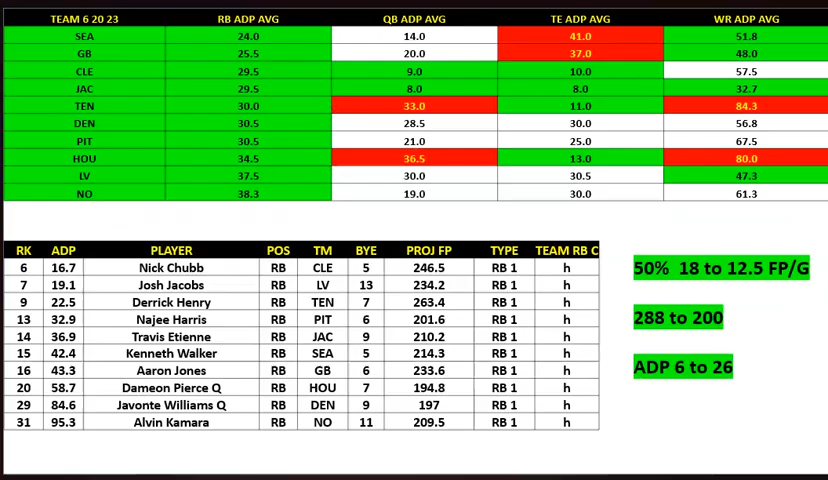 TEAM 6 20 23 RB ADP AVG QB ADP AVG TE ADP AVG WR ADP AVG
SEA 24.0 14.0 41.0 51.8
GB 25.5 20.0 37.0 48.0
CLE 29.5 9.0 10.0 57.5
JAC 29.5 8.0 8.0 32.7
TEN 30.0 33.0 11.0 84.3
DEN 30.5 28.5 30.0 56.8
PIT 30.5 21.0 25.0 67.5
HOU 34.5 36.5 13.0 80.0
LV 37.5 30.0 30.5 47.3
NO 38.3 19.0 30.0 61.3
RK ADP PLAYER POS TM BYE PROJ FP TYPE TEAM RB C
6 16.7 Nick Chubb RB CLE 5 246.5 RB 1 h
7 19.1 Josh Jacobs RB LV 13 234.2 RB 1 h
9 22.5 Derrick Henry RB TEN 7 263.4 RB 1 h
13 32.9 Najee Harris RB PIT 6 201.6 RB 1 h
14 36.9 Travis Etienne RB JAC 9 210.2 RB 1 h
15 42.4 Kenneth Walker RB SEA 5 214.3 RB 1 h
16 43.3 Aaron Jones RB GB 6 233.6 RB 1 h
20 58.7 Dameon Pierce Q RB HOU 7 194.8 RB 1 h
29 84.6 Javonte Williams Q RB DEN 9 197 RB 1 h
31 95.3 Alvin Kamara RB NO 11 209.5 RB 1 h
50% 18 to 12.5 FP/G
288 to 200
ADP 6 to 26